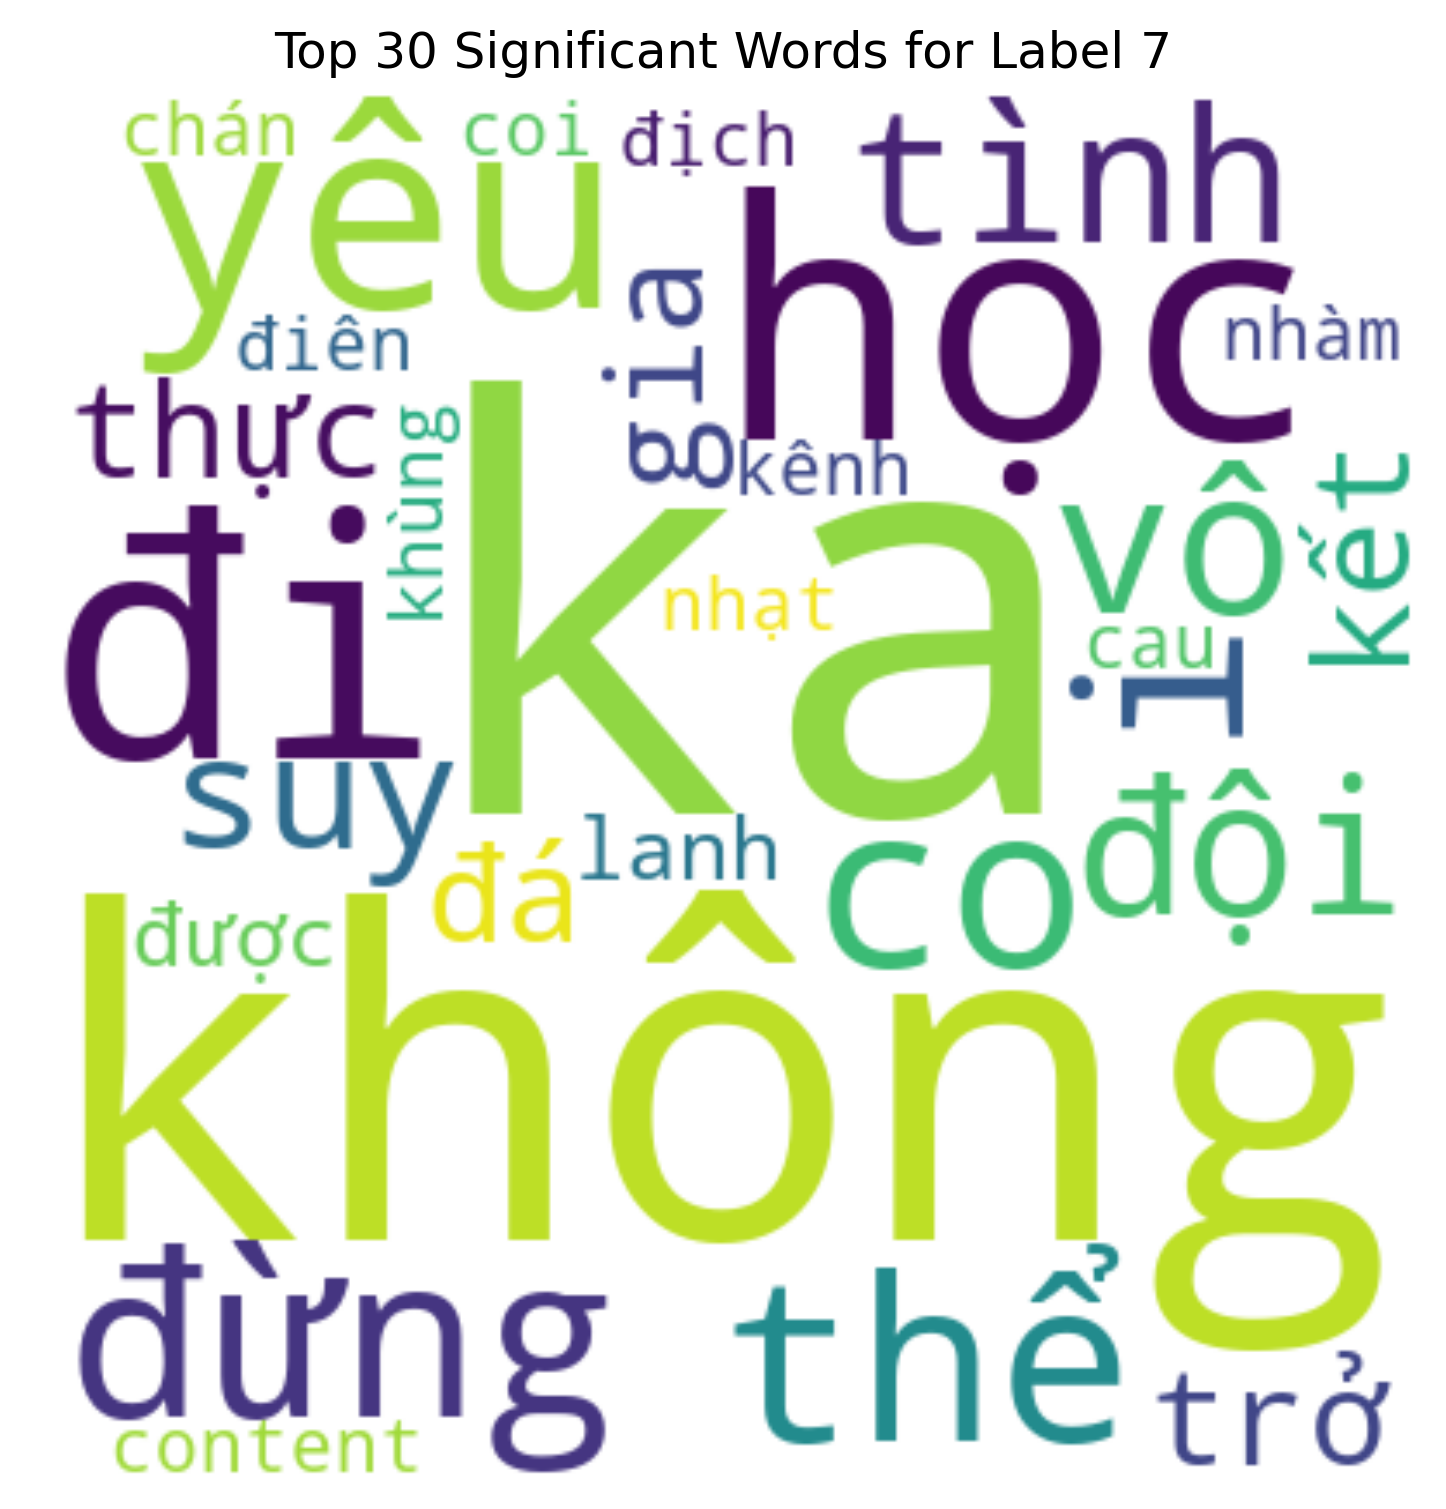 Top 30 Significant Words for Label 7
chán
coi
địch
tình
yêu
học
gia
điên
nhàm
thực
khùng
kênh
ka
đi
vô
kết
nhạt
cau
i
suy
lanh
đá
co
đội
được
không
đừng
thể
trở
content